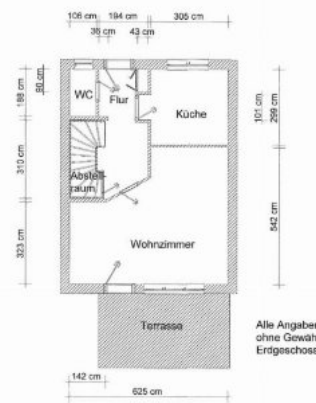 106 cm 194 cm 305 cm
36 cm 43 cm
90 cm
188 cm
WC
Flur
Küche
101 cm
299 cm
310 cm
Abstell-
raum
Wohnzimmer
323 cm
542 cm
Terrasse
Alle Angaben
ohne Gewäh
Erdgeschoss
142 cm
625 cm